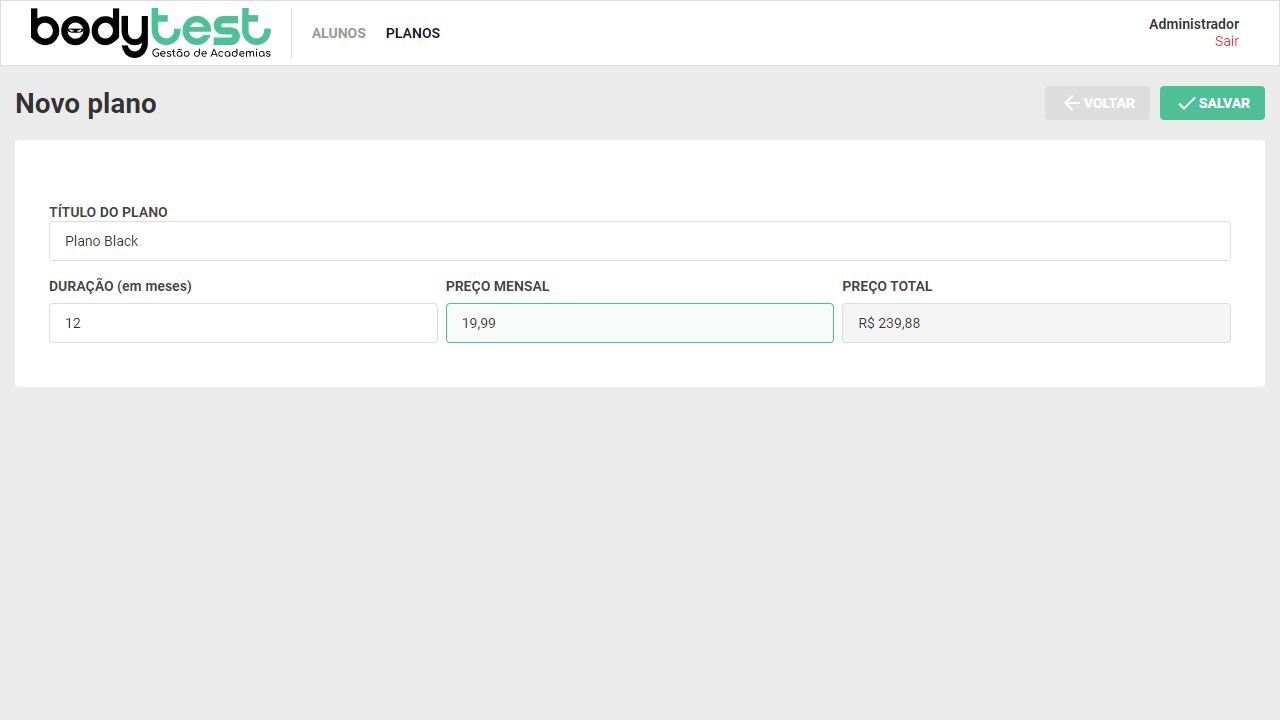 bodytest
Gestão de Academias
ALUNOS PLANOS
Administrador
Sair
Novo plano
VOLTAR SALVAR
TÍTULO DO PLANO
Plano Black
DURAÇÃO (em meses) PREÇO MENSAL PREÇO TOTAL
12 19,99 R$ 239,88